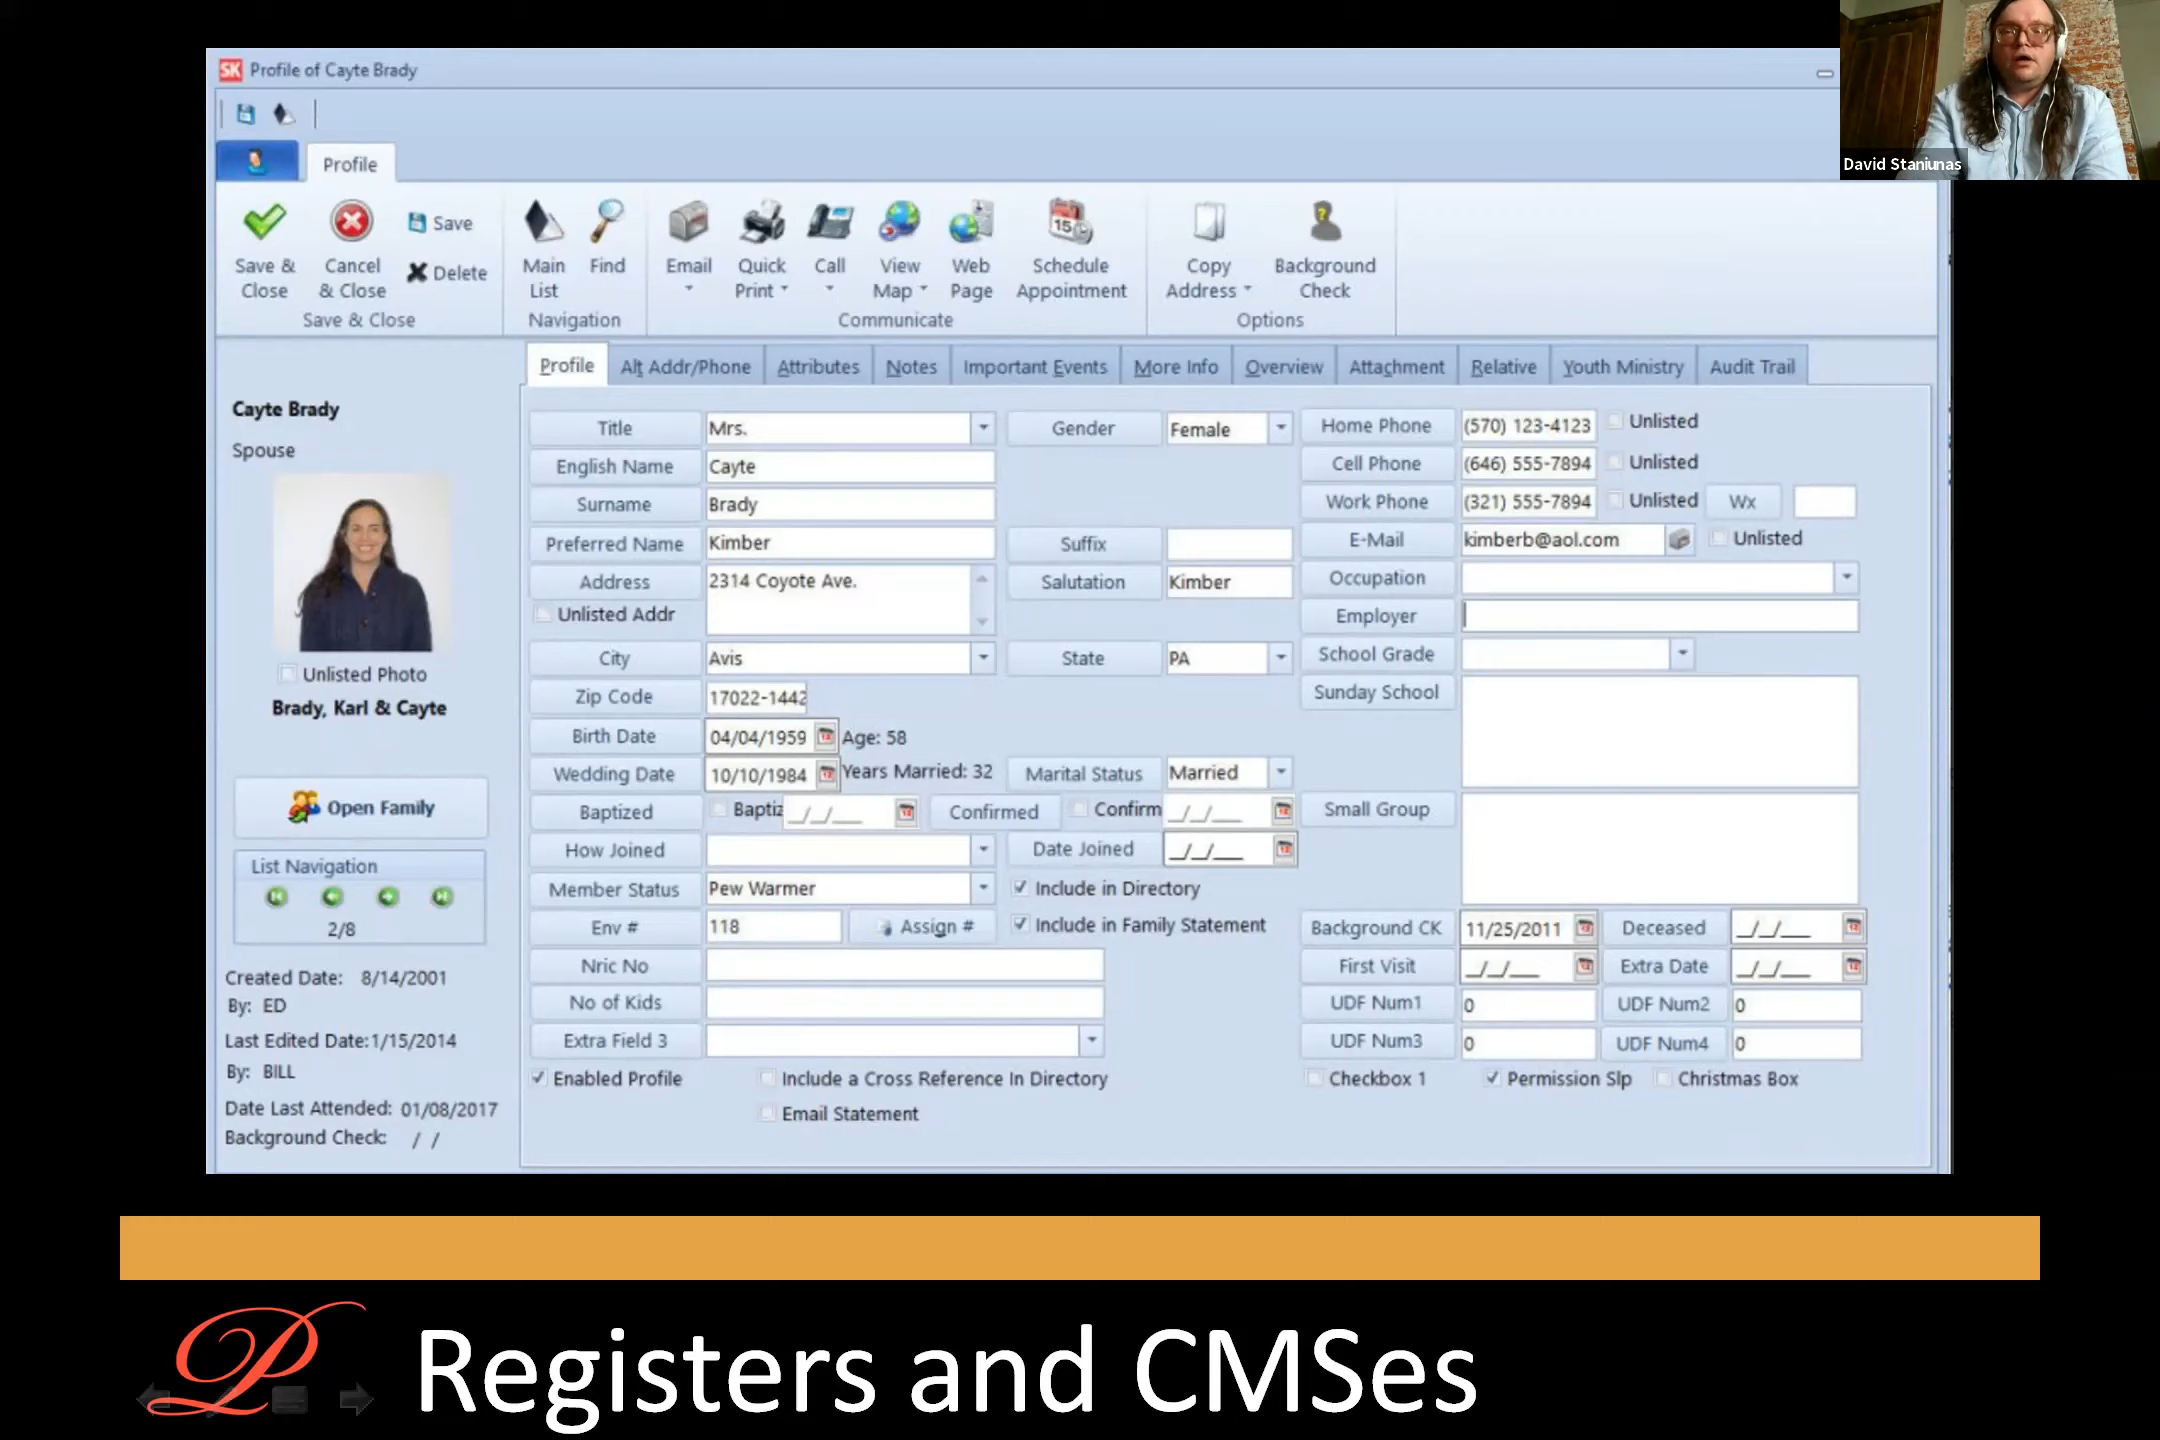 SK Profile of Cayte Brady
David Staniunas
Profile
Save & Close
Cancel & Close
Save
Delete
Save & Close
Main List
Find
Navigation
Email
Quick Print
Call
View Map
Web Page
Schedule Appointment
Communicate
Copy Address
Background Check
Options
Cayte Brady
Spouse
Unlisted Photo
Brady, Karl & Cayte
Open Family
List Navigation
2/8
Created Date: 8/14/2001
By: ED
Last Edited Date:1/15/2014
By: BILL
Date Last Attended: 01/08/2017
Background Check: / /
Profile Alt Addr/Phone Attributes Notes Important Events More Info Overview Attachment Relative Youth Ministry Audit Trail
Title Mrs. Gender Female
English Name Cayte
Surname Brady
Preferred Name Kimber Suffix
Address 2314 Coyote Ave. Salutation Kimber
Unlisted Addr
City Avis State PA
Zip Code 17022-1442
Birth Date 04/04/1959 Age: 58
Wedding Date 10/10/1984 Years Married: 32 Marital Status Married
Baptized Baptiz _/_/__ Confirmed Confirm _/_/__
How Joined Date Joined _/_/__
Member Status Pew Warmer Include in Directory
Env # 118 Assign # Include in Family Statement
Nric No
No of Kids
Extra Field 3
Enabled Profile Include a Cross Reference In Directory
Email Statement
Home Phone (570) 123-4123 Unlisted
Cell Phone (646) 555-7894 Unlisted
Work Phone (321) 555-7894 Unlisted Wx
E-Mail kimberb@aol.com Unlisted
Occupation
Employer
School Grade
Sunday School
Small Group
Background CK 11/25/2011 Deceased _/_/__
First Visit _/_/__ Extra Date _/_/__
UDF Num1 0 UDF Num2 0
UDF Num3 0 UDF Num4 0
Checkbox 1 Permission Slp Christmas Box
P Registers and CMSes